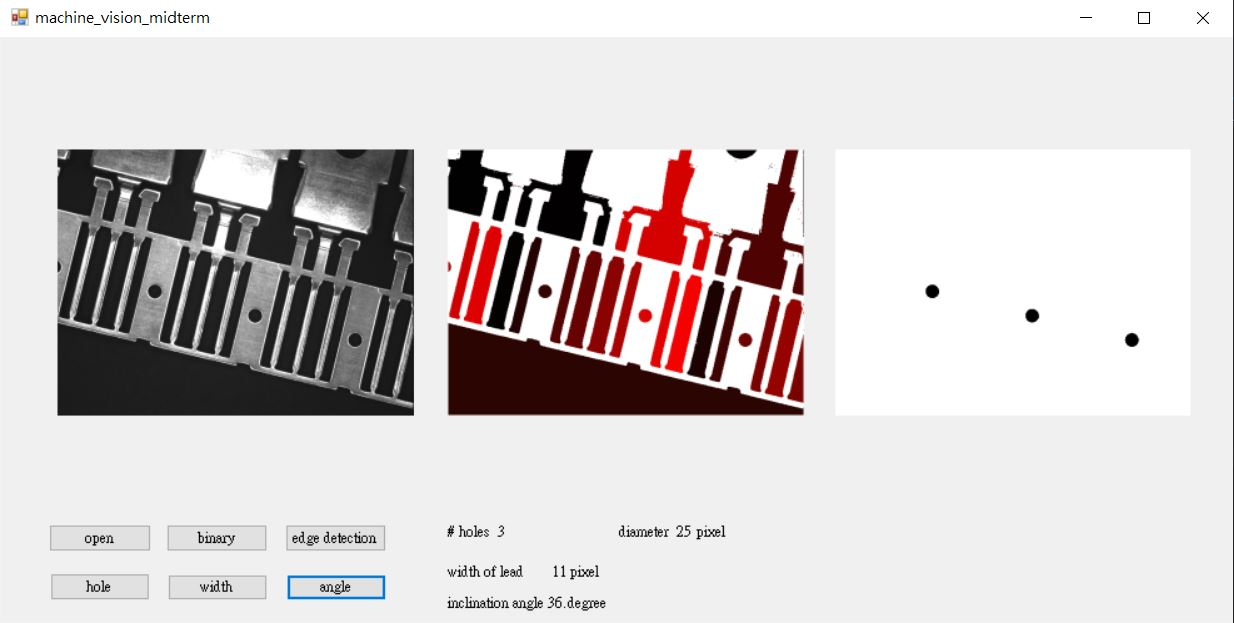 machine_vision_midterm
open binary edge detection
hole width angle
# holes 3 diameter 25 pixel
width of lead 11 pixel
inclination angle 36.degree